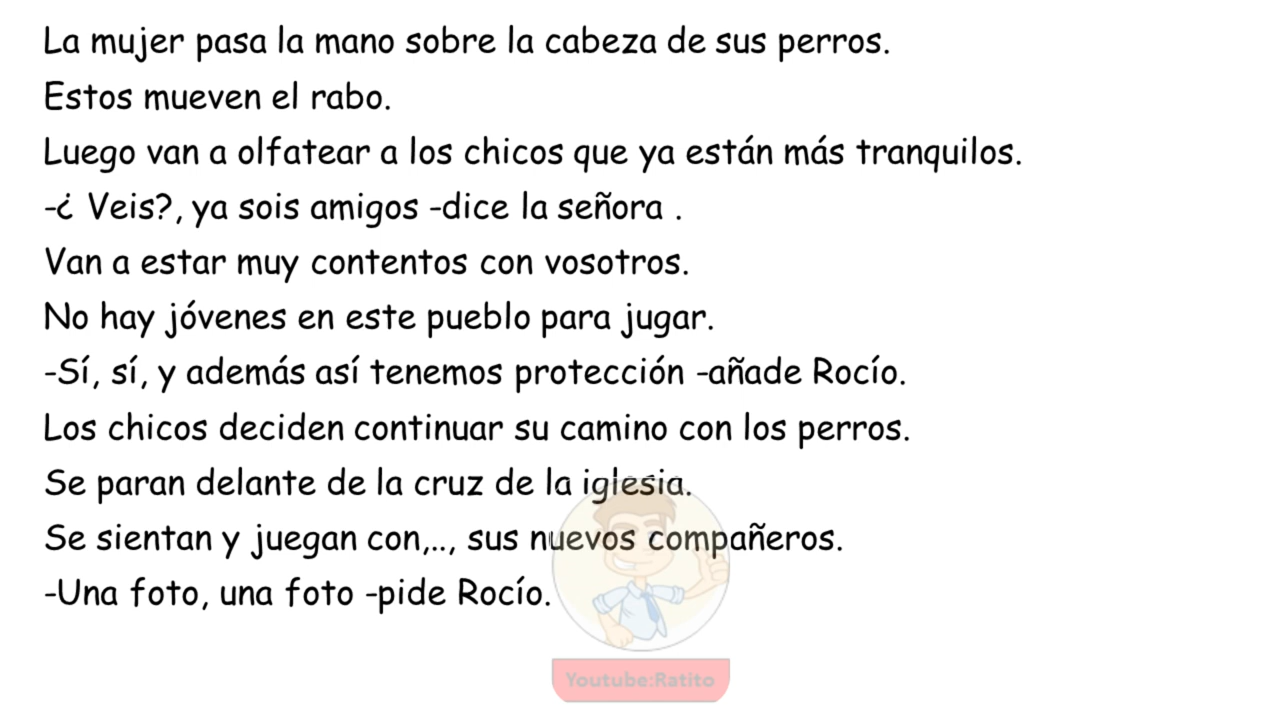 La mujer pasa la mano sobre la cabeza de sus perros.
Estos mueven el rabo.
Luego van a olfatear a los chicos que ya están más tranquilos.
-¿ Veis?, ya sois amigos -dice la señora .
Van a estar muy contentos con vosotros.
No hay jóvenes en este pueblo para jugar.
-Sí, sí, y además así tenemos protección -añade Rocío.
Los chicos deciden continuar su camino con los perros.
Se paran delante de la cruz de la iglesia.
Se sientan y juegan con,.., sus nuevos compañeros.
-Una foto, una foto -pide Rocío.
Youtube:Ratito